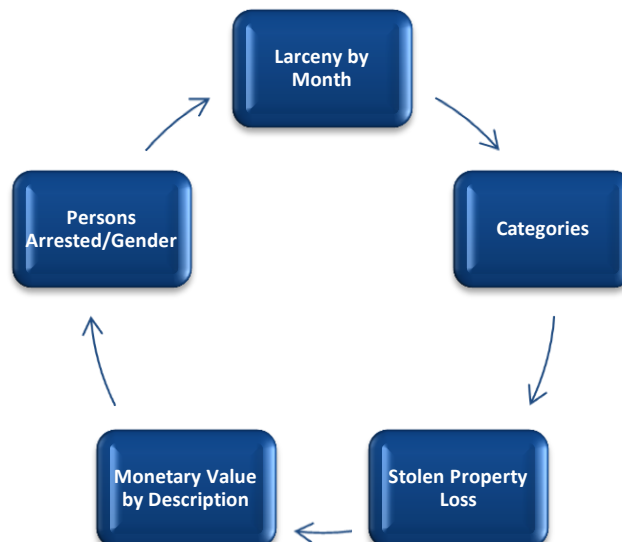 Larceny by
Month
Categories
Stolen Property
Loss
Monetary Value
by Description
Persons
Arrested/Gender